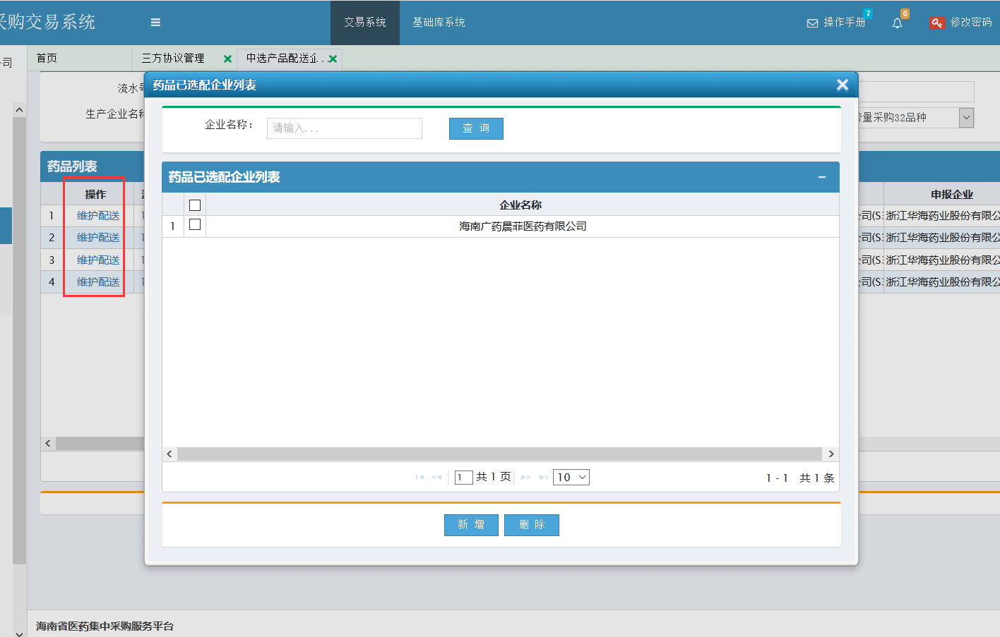 采购交易系统
交易系统
基础库系统
操作手册
7
0
修改密码
公司
首页
三方协议管理
中选产品配送企...
流水号
生产企业名称
带量采购32品种
药品列表
操作
申报企业
1 维护配送 公司(S 浙江华海药业股份有限公
2 维护配送 公司(S 浙江华海药业股份有限公
3 维护配送 公司(S 浙江华海药业股份有限公
4 维护配送 公司(S 浙江华海药业股份有限公
药品已选配企业列表
企业名称：
请输入...
查 询
药品已选配企业列表
企业名称
1 海南广药晨菲医药有限公司
1 共 1 页
10
1 - 1 共 1 条
新 增
删 除
海南省医药集中采购服务平台